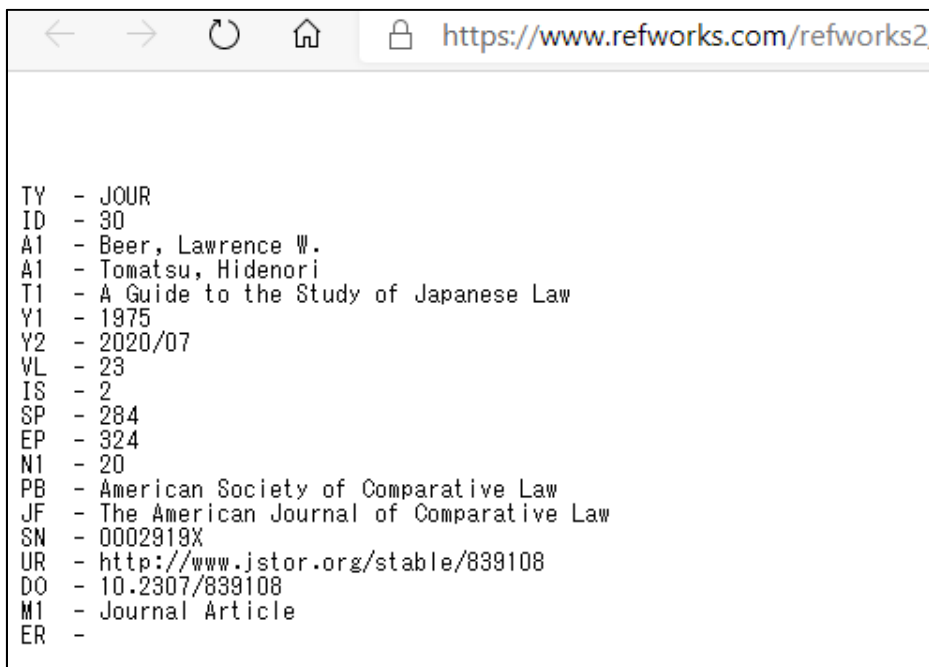 https://www.refworks.com/refworks2
TY - JOUR
ID - 30
A1 - Beer, Lawrence W.
A1 - Tomatsu, Hidenori
T1 - A Guide to the Study of Japanese Law
Y1 - 1975
Y2 - 2020/07
VL - 23
IS - 2
SP - 284
EP - 324
N1 - 20
PB - American Society of Comparative Law
JF - The American Journal of Comparative Law
SN - 0002919X
UR - http://www.jstor.org/stable/839108
DO - 10.2307/839108
M1 - Journal Article
ER -